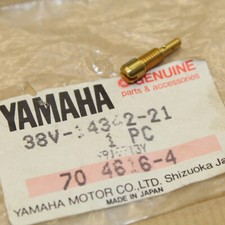 GENUINE
parts & accessories
YAMAHA
38V-14342-21
1 PC
70 4616-4
YAMAHA MOTOR CO., LTD. Shizuoka Ja
MADE IN JAPAN